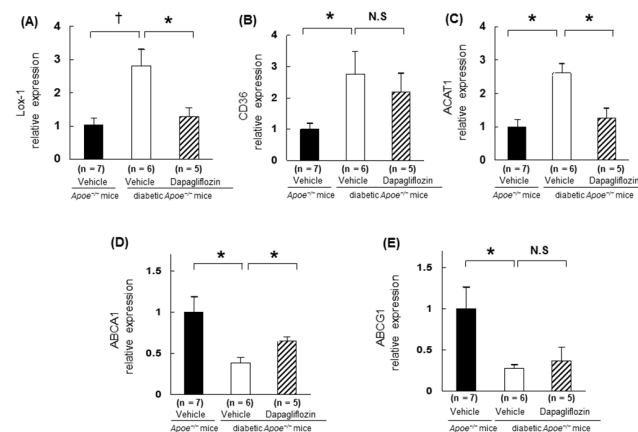 (A)
Lox-1
relative expression
4
3
2
1
0
†
*
(n = 7) (n = 6) (n = 5)
Vehicle Vehicle Dapagliflozin
Apoe−/− mice diabetic Apoe−/− mice
(B)
CD36
relative expression
4
3
2
1
0
*
N.S
(n = 7) (n = 6) (n = 5)
Vehicle Vehicle Dapagliflozin
Apoe−/− mice diabetic Apoe−/− mice
(C)
ACAT1
relative expression
4
3
2
1
0
*
*
(n = 7) (n = 6) (n = 5)
Vehicle Vehicle Dapagliflozin
Apoe−/− mice diabetic Apoe−/− mice
(D)
ABCA1
relative expression
1.5
1
0.5
0
*
*
(n = 7) (n = 6) (n = 5)
Vehicle Vehicle Dapagliflozin
Apoe−/− mice diabetic Apoe−/− mice
(E)
ABCG1
relative expression
1.5
1
0.5
0
*
N.S
(n = 7) (n = 6) (n = 5)
Vehicle Vehicle Dapagliflozin
Apoe−/− mice diabetic Apoe−/− mice